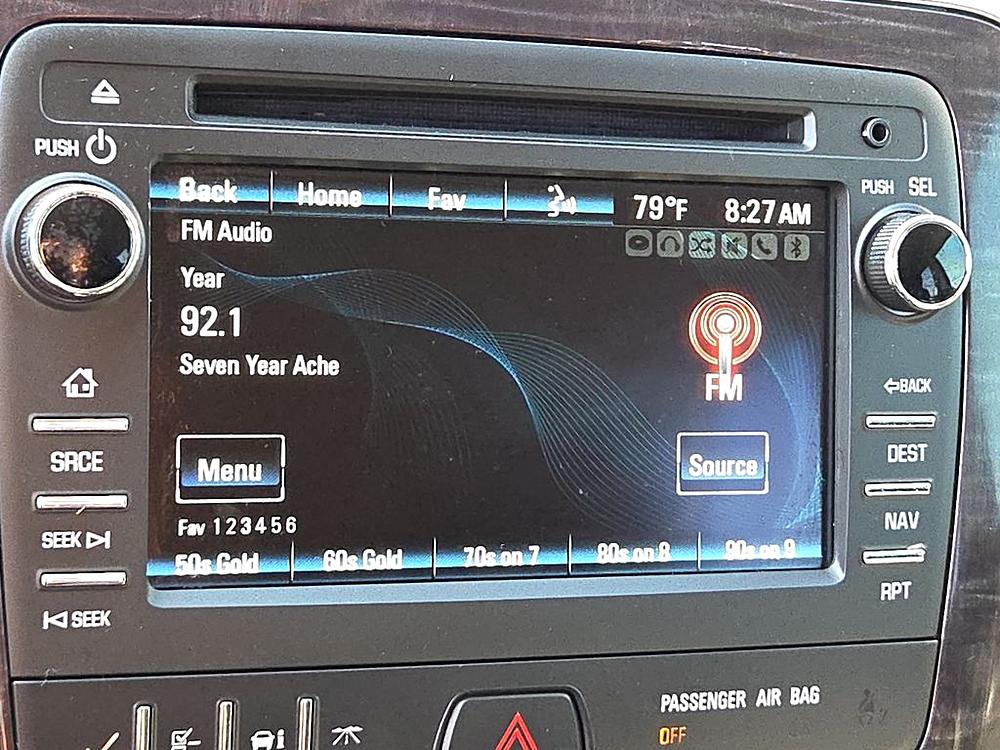 PUSH
PUSH SEL
Back Home Fav 79°F 8:27 AM
FM Audio
Year
92.1
Seven Year Ache
FM
BACK
SRCE
DEST
Menu
Source
SEEK
NAV
Fav 1 2 3 4 5 6
50s Gold 60s Gold 70s on 7 80s on 8 90s on 9
SEEK
RPT
PASSENGER AIR BAG
OFF